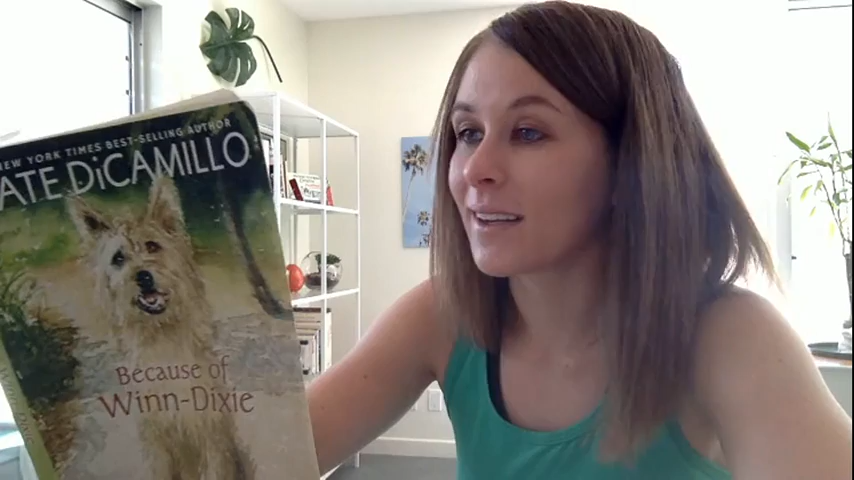 NEW YORK TIMES BEST-SELLING AUTHOR
ATE DiCAMILLO
Because of
Winn-Dixie